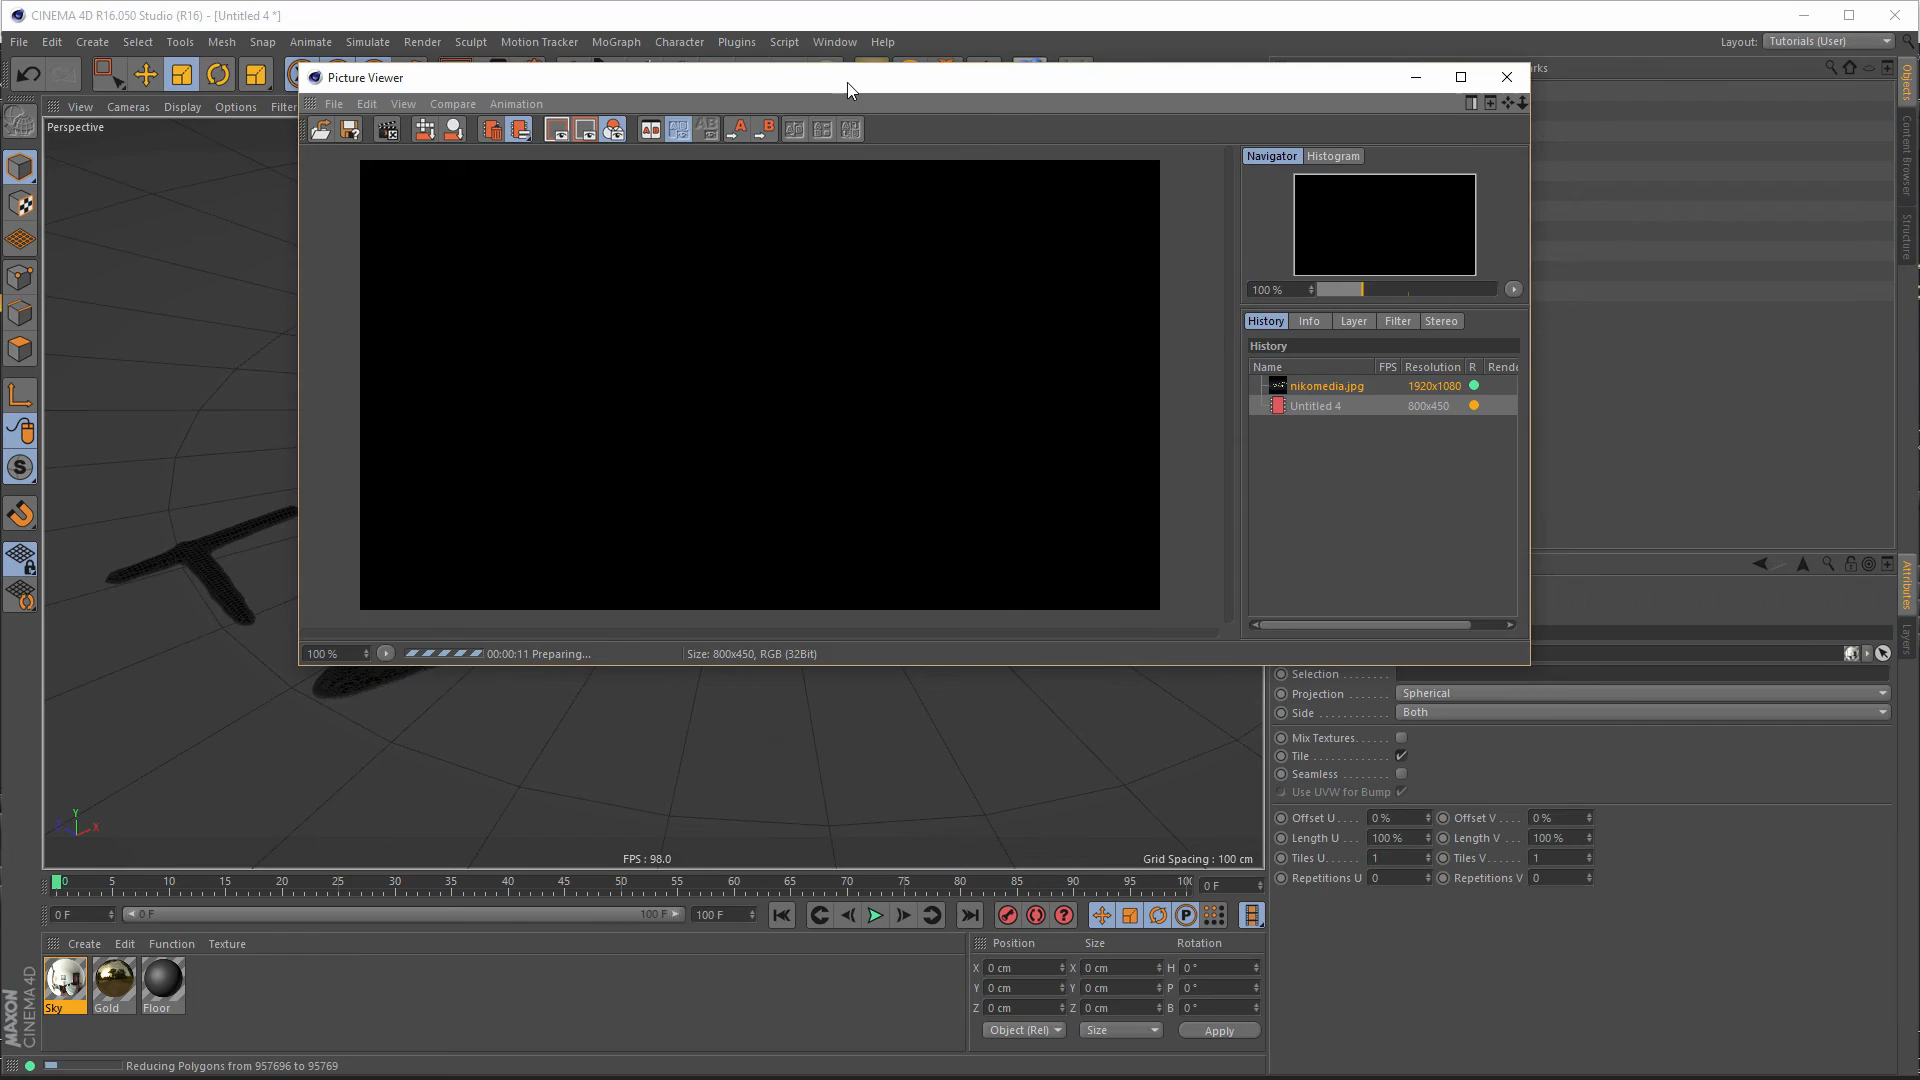 CINEMA 4D R16.050 Studio (R16) - [Untitled 4 *]
File Edit Create Select Tools Mesh Snap Animate Simulate Render Sculpt Motion Tracker MoGraph Character Plugins Script Window Help
Layout: Tutorials (User)
Picture Viewer
View Cameras Display Options Filter
File Edit View Compare Animation
Perspective
Navigator Histogram
100 %
History Info Layer Filter Stereo
History
Name FPS Resolution R Rende
nikomedia.jpg 1920x1080
Untitled 4 800x450
100 % 00:00:11 Preparing... Size: 800x450, RGB (32Bit)
Objects
Content Browser
Structure
Attributes
Layers
Selection
Projection Spherical
Side Both
Mix Textures
Tile
Seamless
Use UVW for Bump
Offset U 0 % Offset V 0 %
Length U 100 % Length V 100 %
Tiles U 1 Tiles V 1
Repetitions U 0 Repetitions V 0
Y
X
FPS : 98.0
Grid Spacing : 100 cm
0 5 10 15 20 25 30 35 40 45 50 55 60 65 70 75 80 85 90 95 100 0 F
0 F 0 F 100 F 100 F
Create Edit Function Texture
Sky Gold Floor
Position Size Rotation
X 0 cm X 0 cm H 0 °
Y 0 cm Y 0 cm P 0 °
Z 0 cm Z 0 cm B 0 °
Object (Rel) Size Apply
MAXON
CINEMA 4D
Reducing Polygons from 957696 to 95769